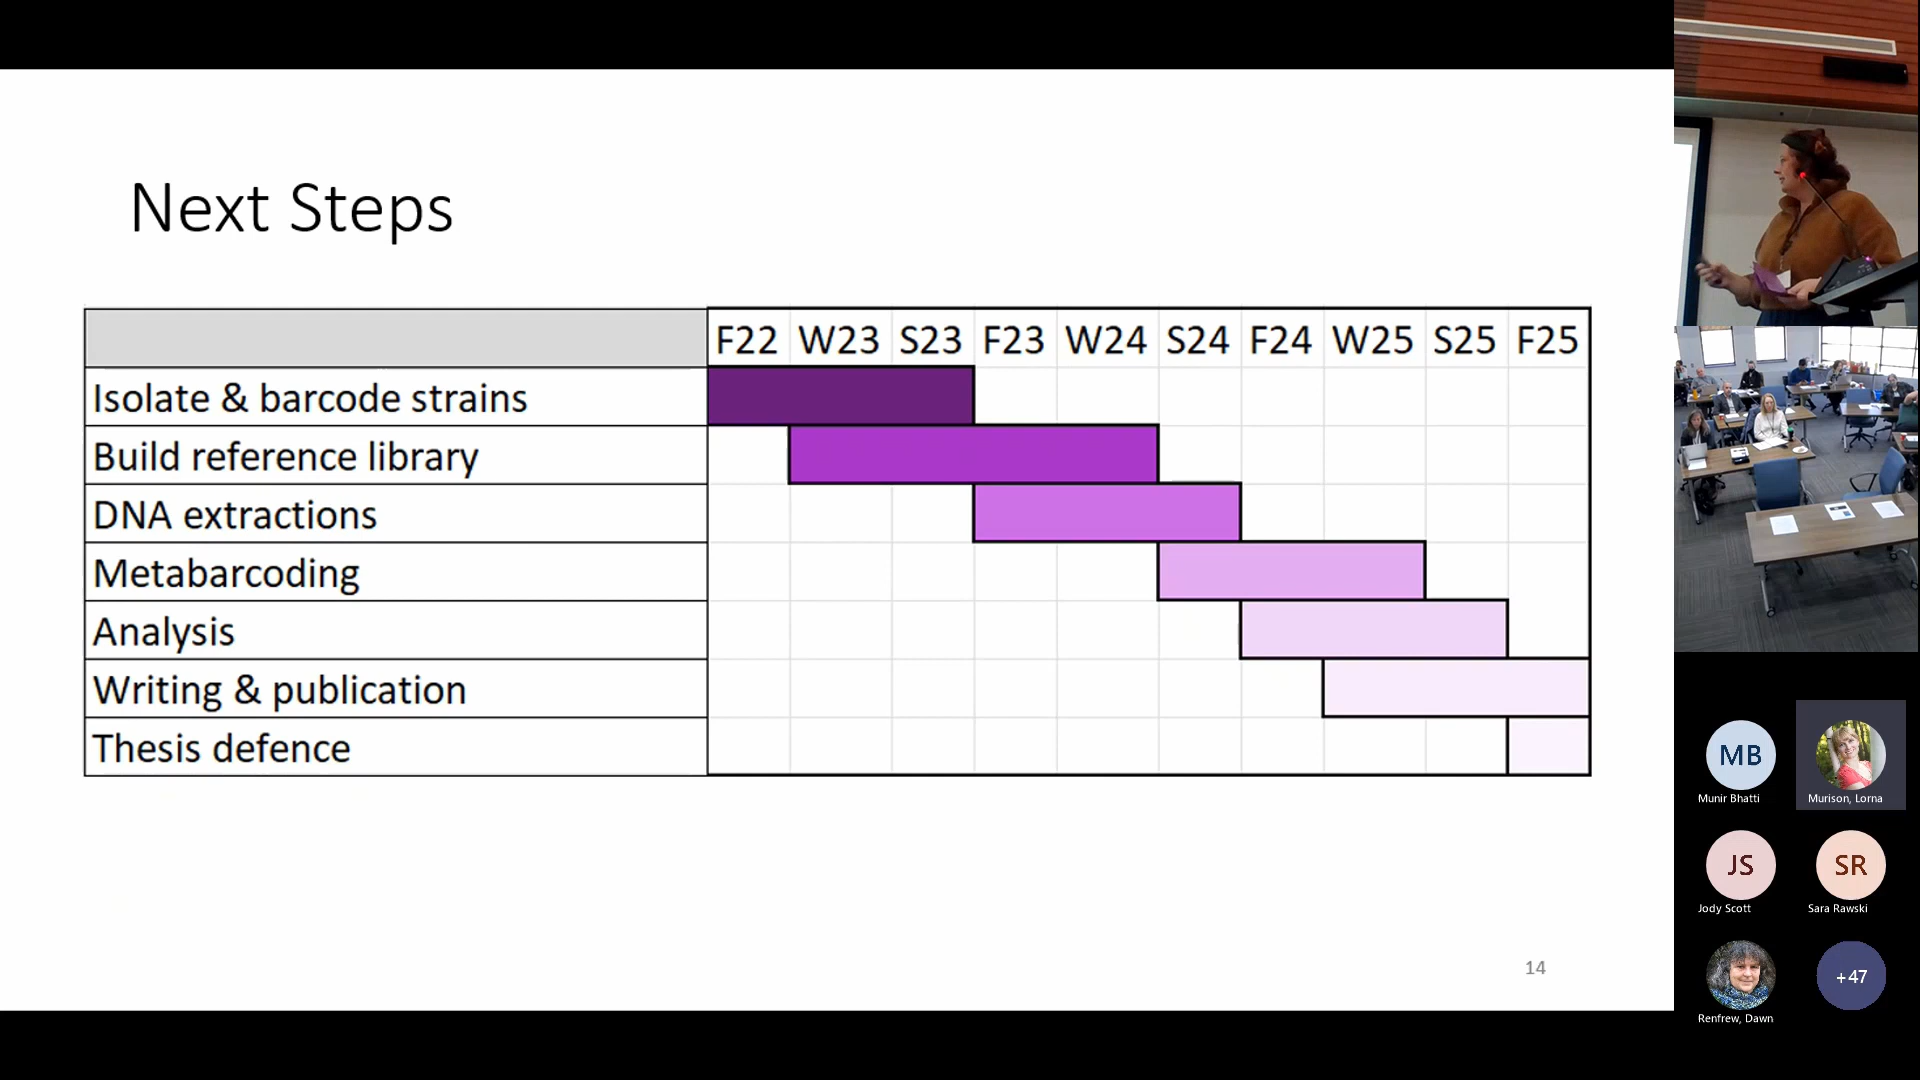 Next Steps
F22 W23 S23 F23 W24 S24 F24 W25 S25 F25
Isolate & barcode strains
Build reference library
DNA extractions
Metabarcoding
Analysis
Writing & publication
Thesis defence
14
MB
Munir Bhatti
Murison, Lorna
JS
SR
Jody Scott
Sara Rawski
+47
Renfrew, Dawn